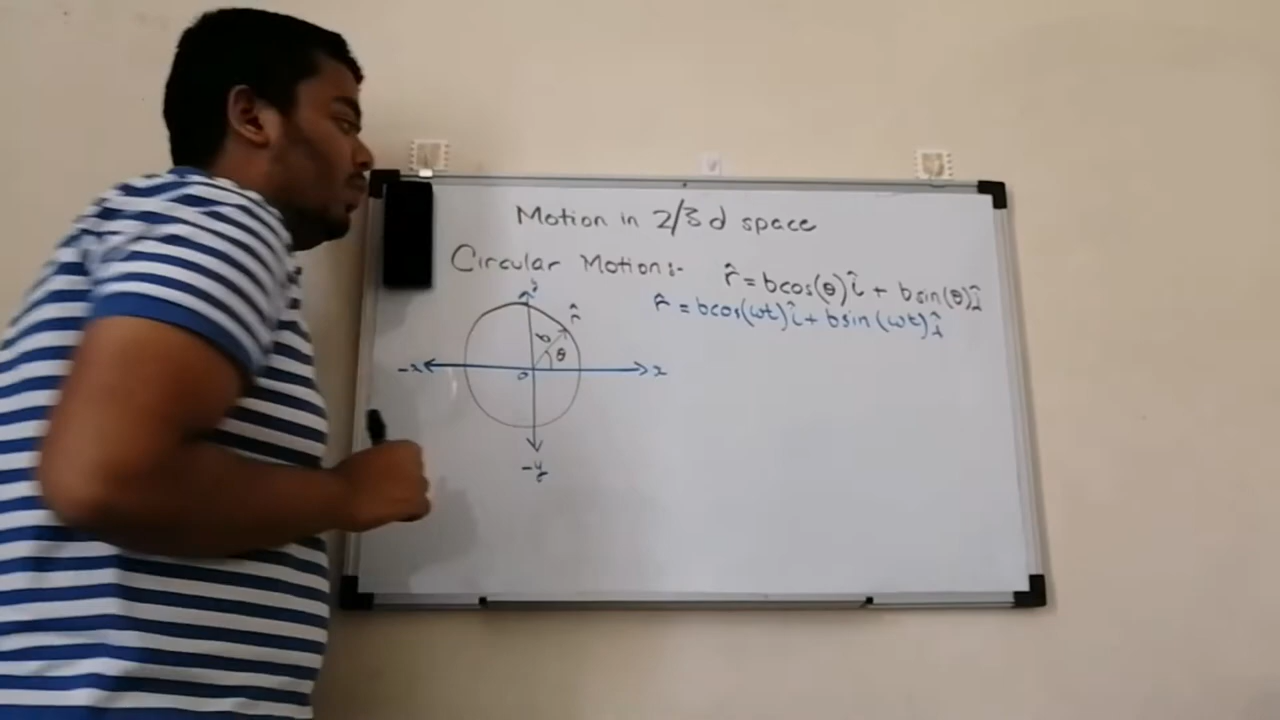 Motion in 2/3 d space
Circular Motion:-
r̂ = bcos(θ)î + bsin(θ)ĵ
r̂ = bcos(ωt)î + bsin(ωt)ĵ
y
r̂
b
θ
-x
o
x
-y